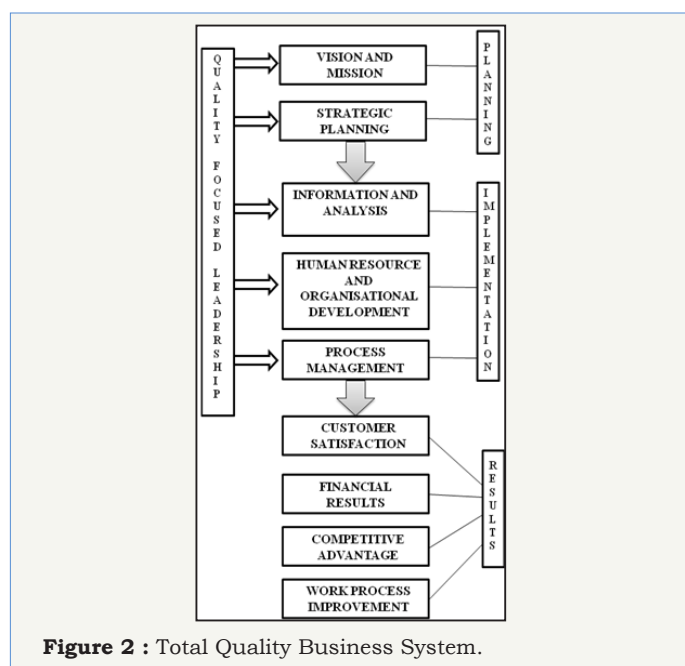 QUALITY FOCUSED LEADERSHIP
VISION AND
MISSION
PLANNING
STRATEGIC
PLANNING
INFORMATION AND
ANALYSIS
IMPLEMENTATION
HUMAN RESOURCE
AND
ORGANISATIONAL
DEVELOPMENT
PROCESS
MANAGEMENT
CUSTOMER
SATISFACTION
RESULTS
FINANCIAL
RESULTS
COMPETITIVE
ADVANTAGE
WORK PROCESS
IMPROVEMENT
Figure 2 : Total Quality Business System.